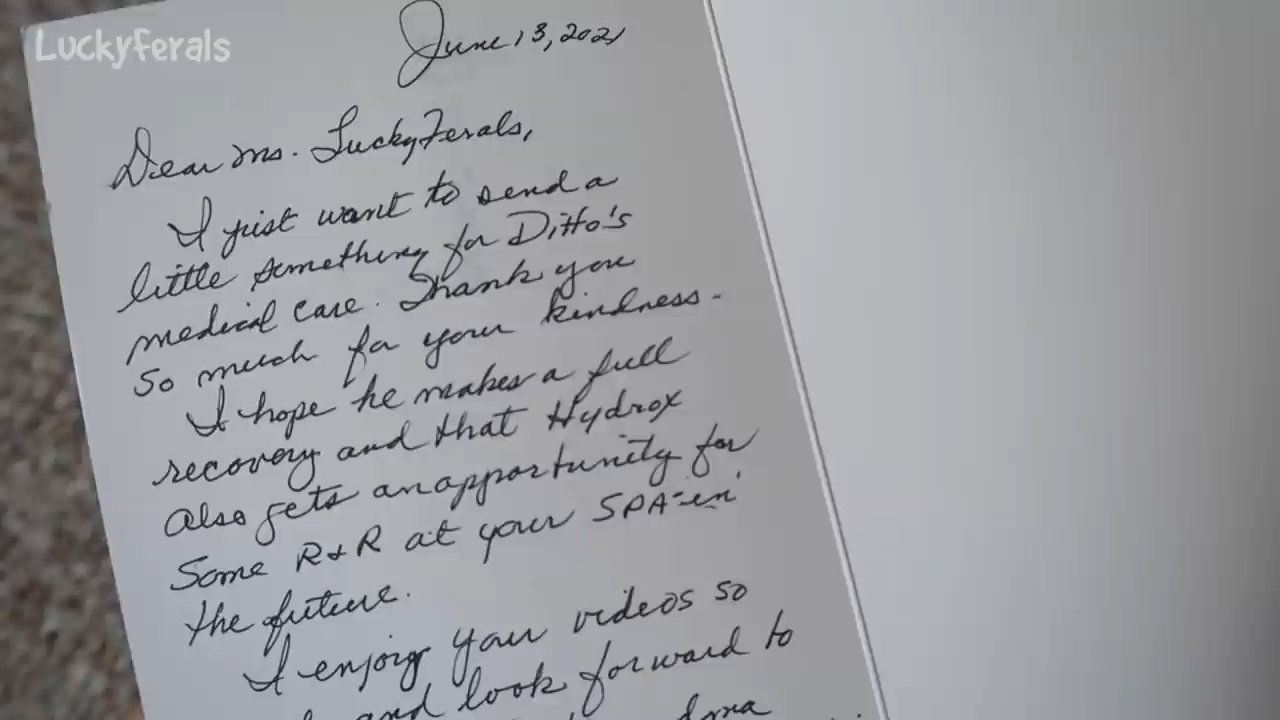 LuckyFerals
June 13, 2021
Dear Ms. LuckyFerals,
I just want to send a
little something for Ditto's
medical care. Thank you
so much for your kindness.
I hope he makes a full
recovery and that Hydrox
also gets an opportunity for
some R&R at your SPA in
the future.
I enjoy your videos so
and look forward to